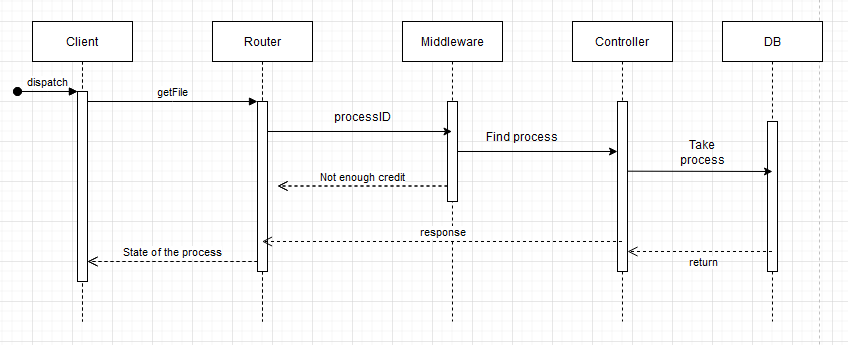 Client
Router
Middleware
Controller
DB
dispatch
getFile
processID
Find process
Take
process
Not enough credit
response
State of the process
return